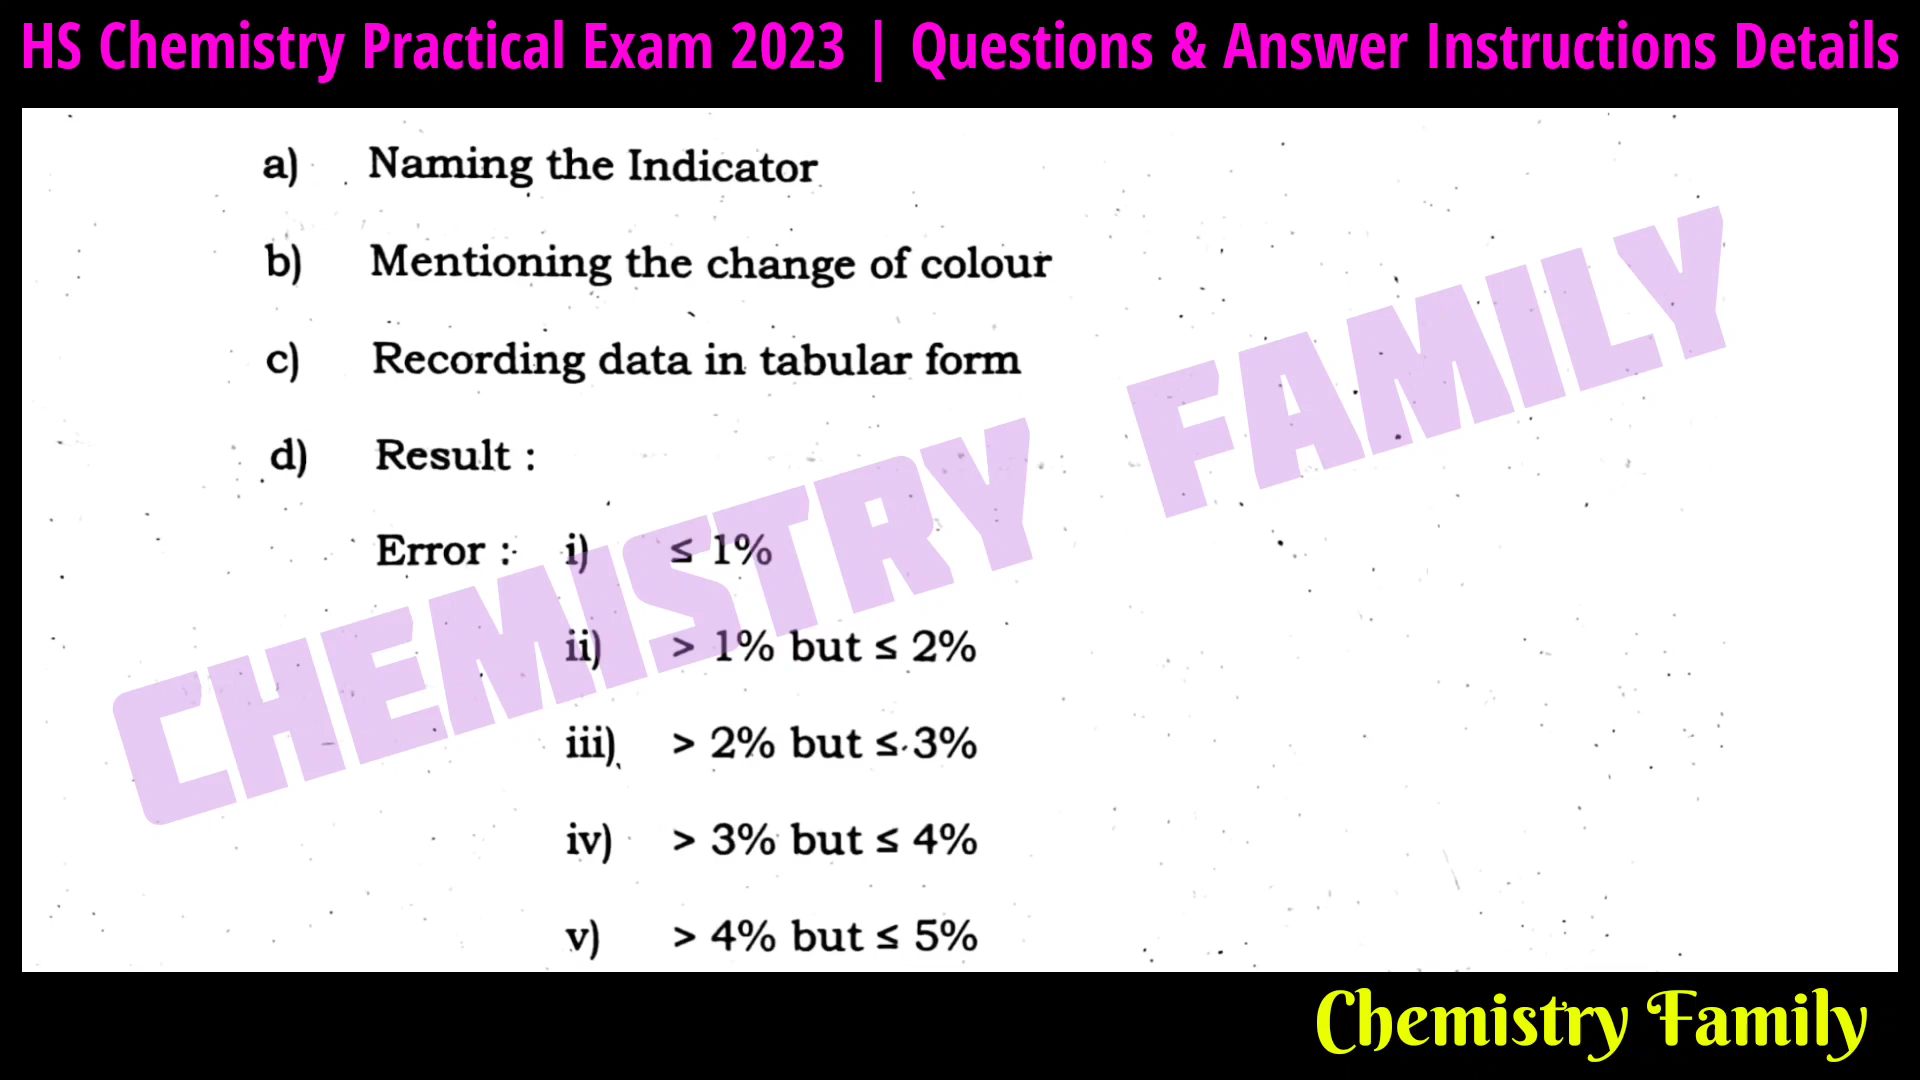 HS Chemistry Practical Exam 2023 | Questions & Answer Instructions Details
a) Naming the Indicator
b) Mentioning the change of colour
c) Recording data in tabular form
d) Result :
Error : i) ≤ 1%
ii) > 1% but ≤ 2%
iii) > 2% but ≤ 3%
iv) > 3% but ≤ 4%
v) > 4% but ≤ 5%
CHEMISTRY FAMILY
Chemistry Family